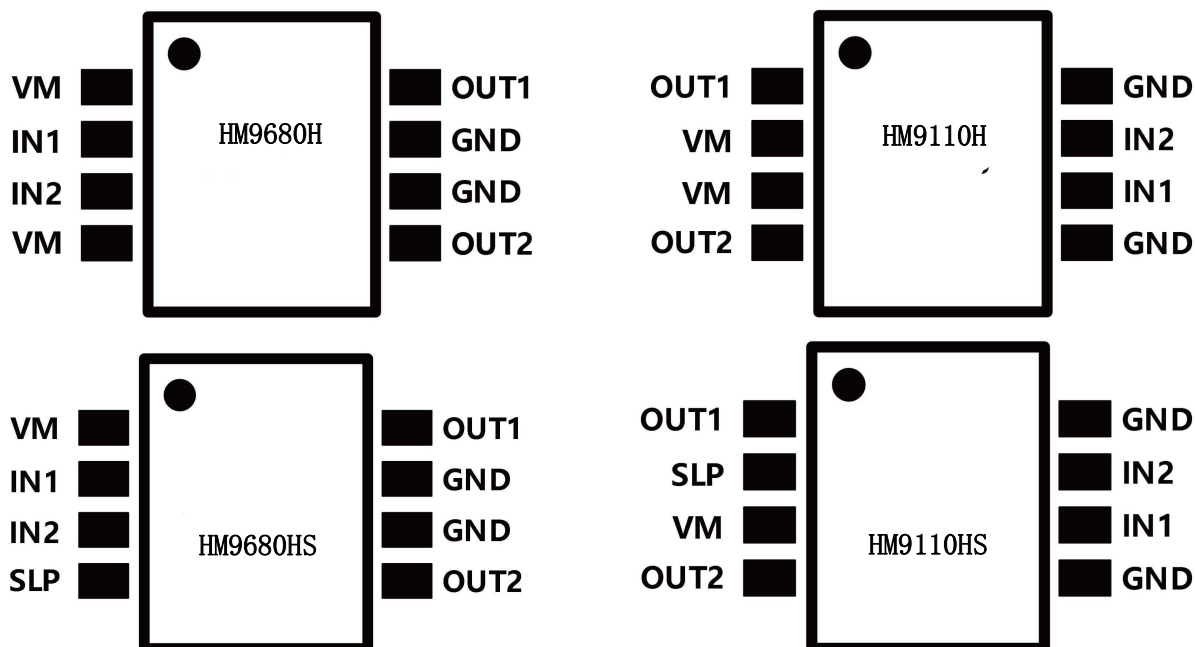 VM OUT1
IN1 HM9680H GND
IN2 GND
VM OUT2
OUT1 GND
VM HM9110H IN2
VM IN1
OUT2 GND
VM OUT1
IN1 GND
IN2 HM9680HS GND
SLP OUT2
OUT1 GND
SLP IN2
VM HM9110HS IN1
OUT2 GND